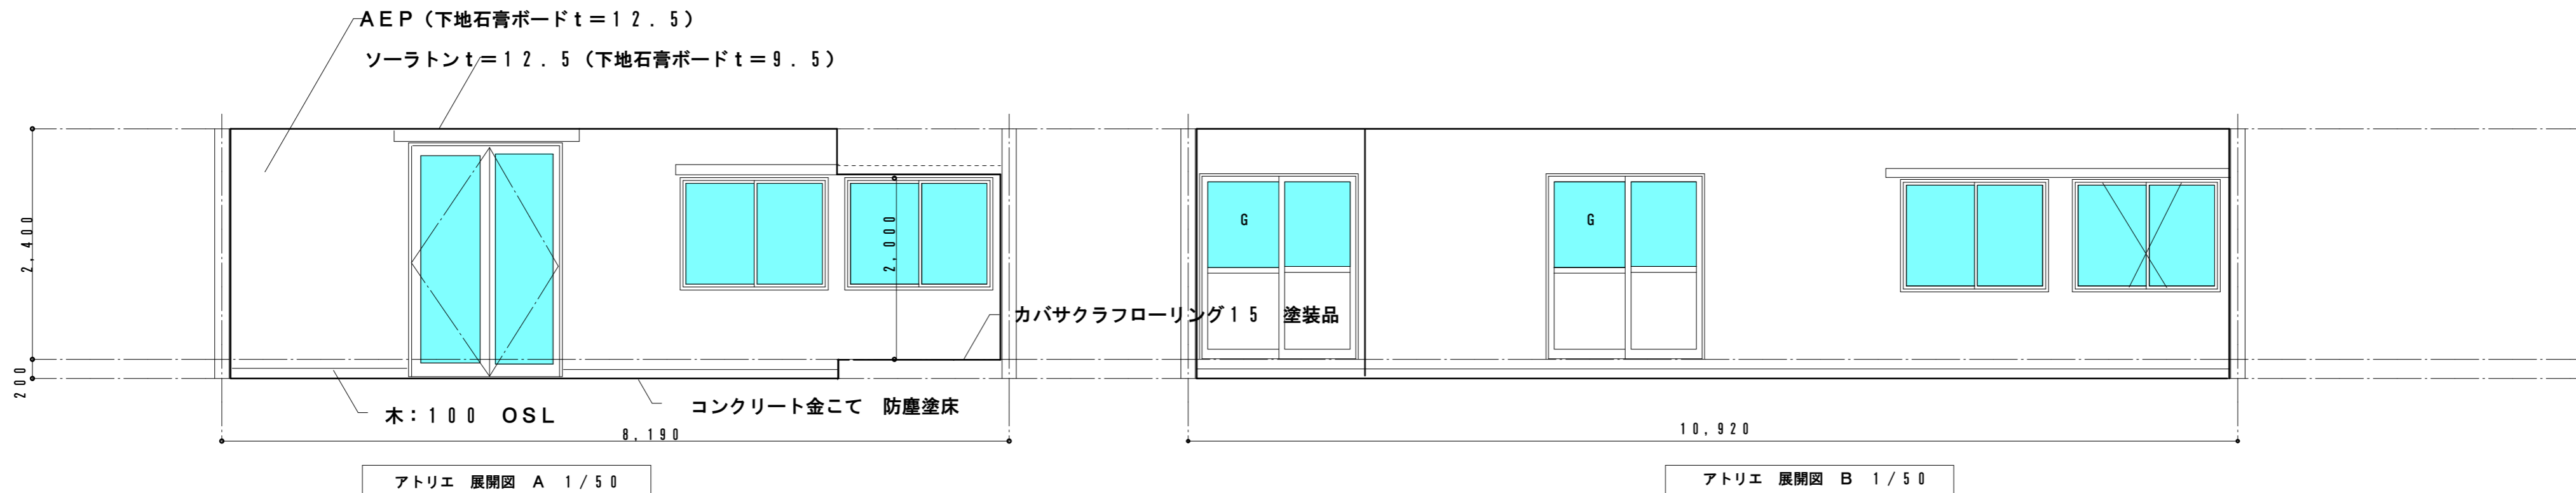 AEP(下地石膏ボードt=12.5)
ソーラトンt=12.5(下地石膏ボードt=9.5)
2,400
200
2,000
G
G
カバサクラフローリング15 塗装品
木:100 OSL
コンクリート金こて 防塵塗床
8,190
10,920
アトリエ 展開図 A 1/50
アトリエ 展開図 B 1/50